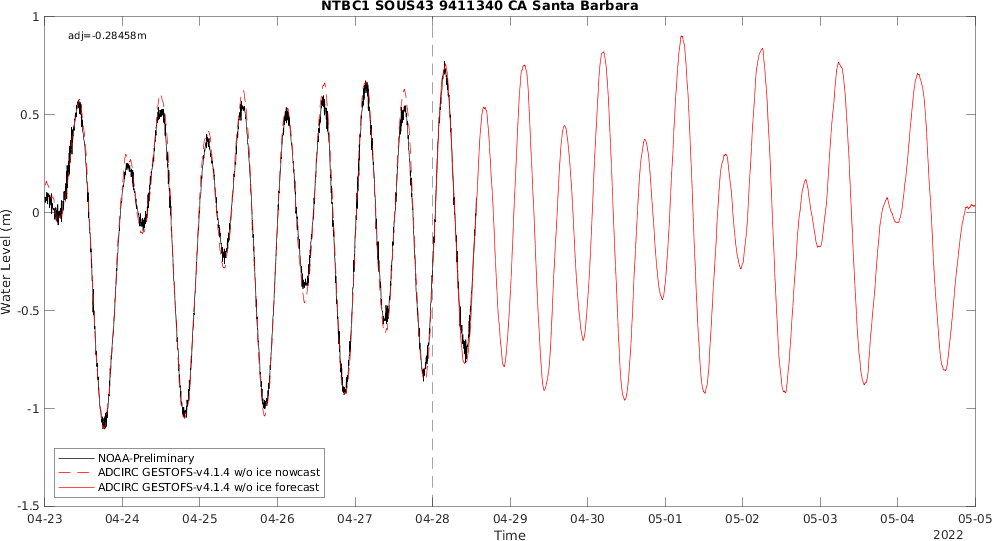 NTBC1 SOUS43 9411340 CA Santa Barbara
adj=-0.28458m
1
0.5
0
-0.5
-1
-1.5
Water Level (m)
NOAA-Preliminary
ADCIRC GESTOFS-v4.1.4 w/o ice nowcast
ADCIRC GESTOFS-v4.1.4 w/o ice forecast
04-23 04-24 04-25 04-26 04-27 04-28 04-29 04-30 05-01 05-02 05-03 05-04 05-05
Time
2022